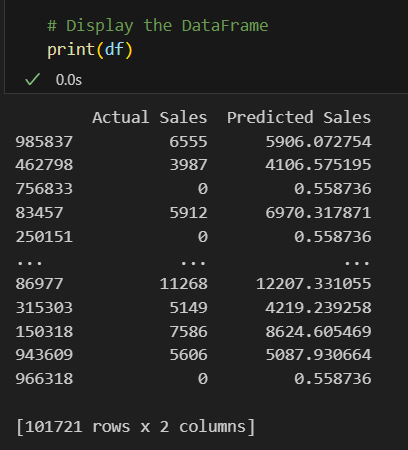 # Display the DataFrame
print(df)
0.0s
Actual Sales Predicted Sales
985837 6555 5906.072754
462798 3987 4106.575195
756833 0 0.558736
83457 5912 6970.317871
250151 0 0.558736
... ... ...
86977 11268 12207.331055
315303 5149 4219.239258
150318 7586 8624.605469
943609 5606 5087.930664
966318 0 0.558736
[101721 rows x 2 columns]